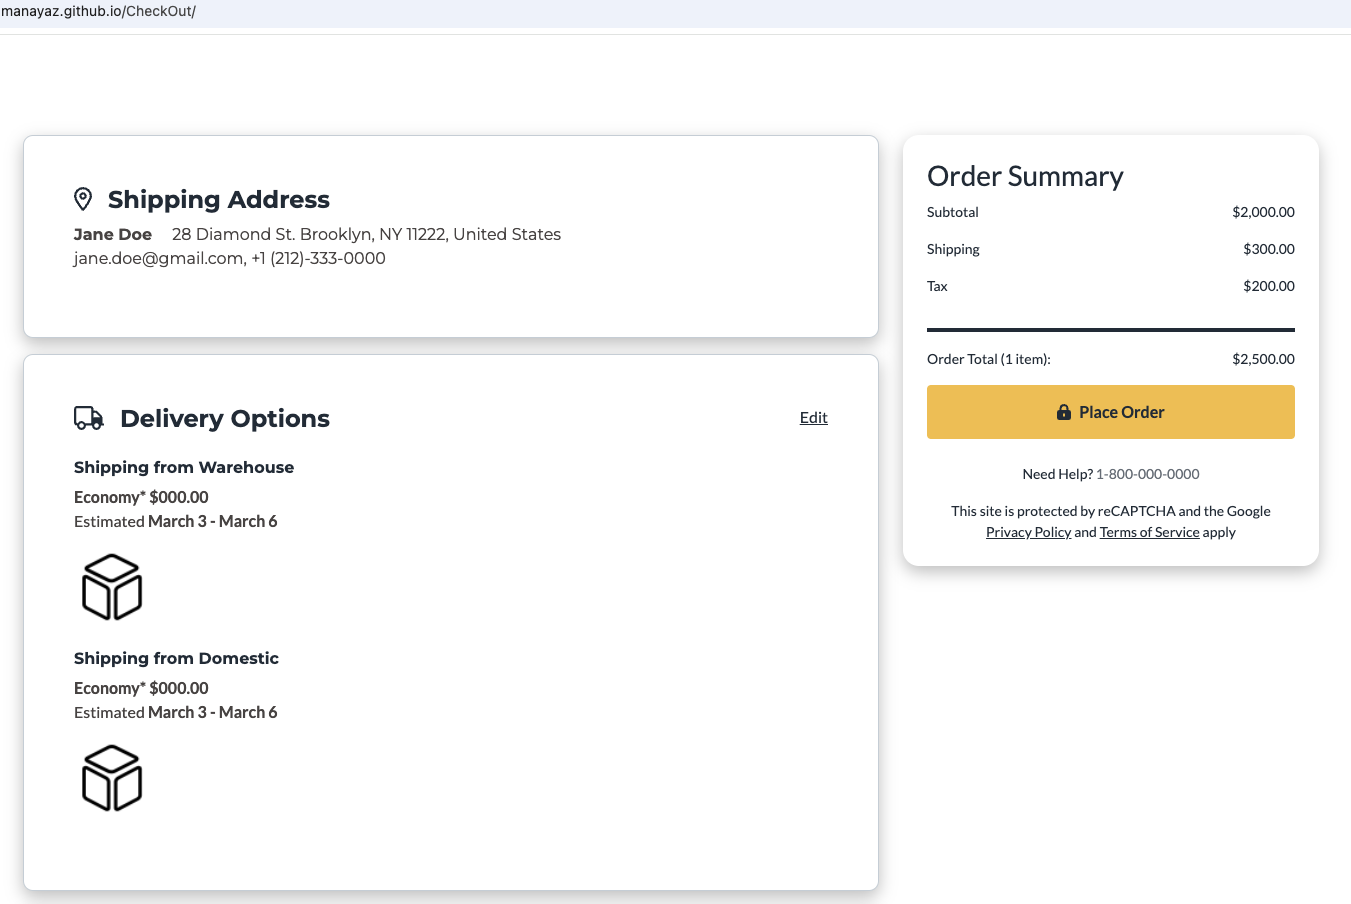 manayaz.github.io/CheckOut/
Shipping Address
Jane Doe 28 Diamond St. Brooklyn, NY 11222, United States
jane.doe@gmail.com, +1 (212)-333-0000
Delivery Options
Edit
Shipping from Warehouse
Economy* $000.00
Estimated March 3 - March 6
Shipping from Domestic
Economy* $000.00
Estimated March 3 - March 6
Order Summary
Subtotal $2,000.00
Shipping $300.00
Tax $200.00
Order Total (1 item): $2,500.00
Place Order
Need Help? 1-800-000-0000
This site is protected by reCAPTCHA and the Google
Privacy Policy and Terms of Service apply